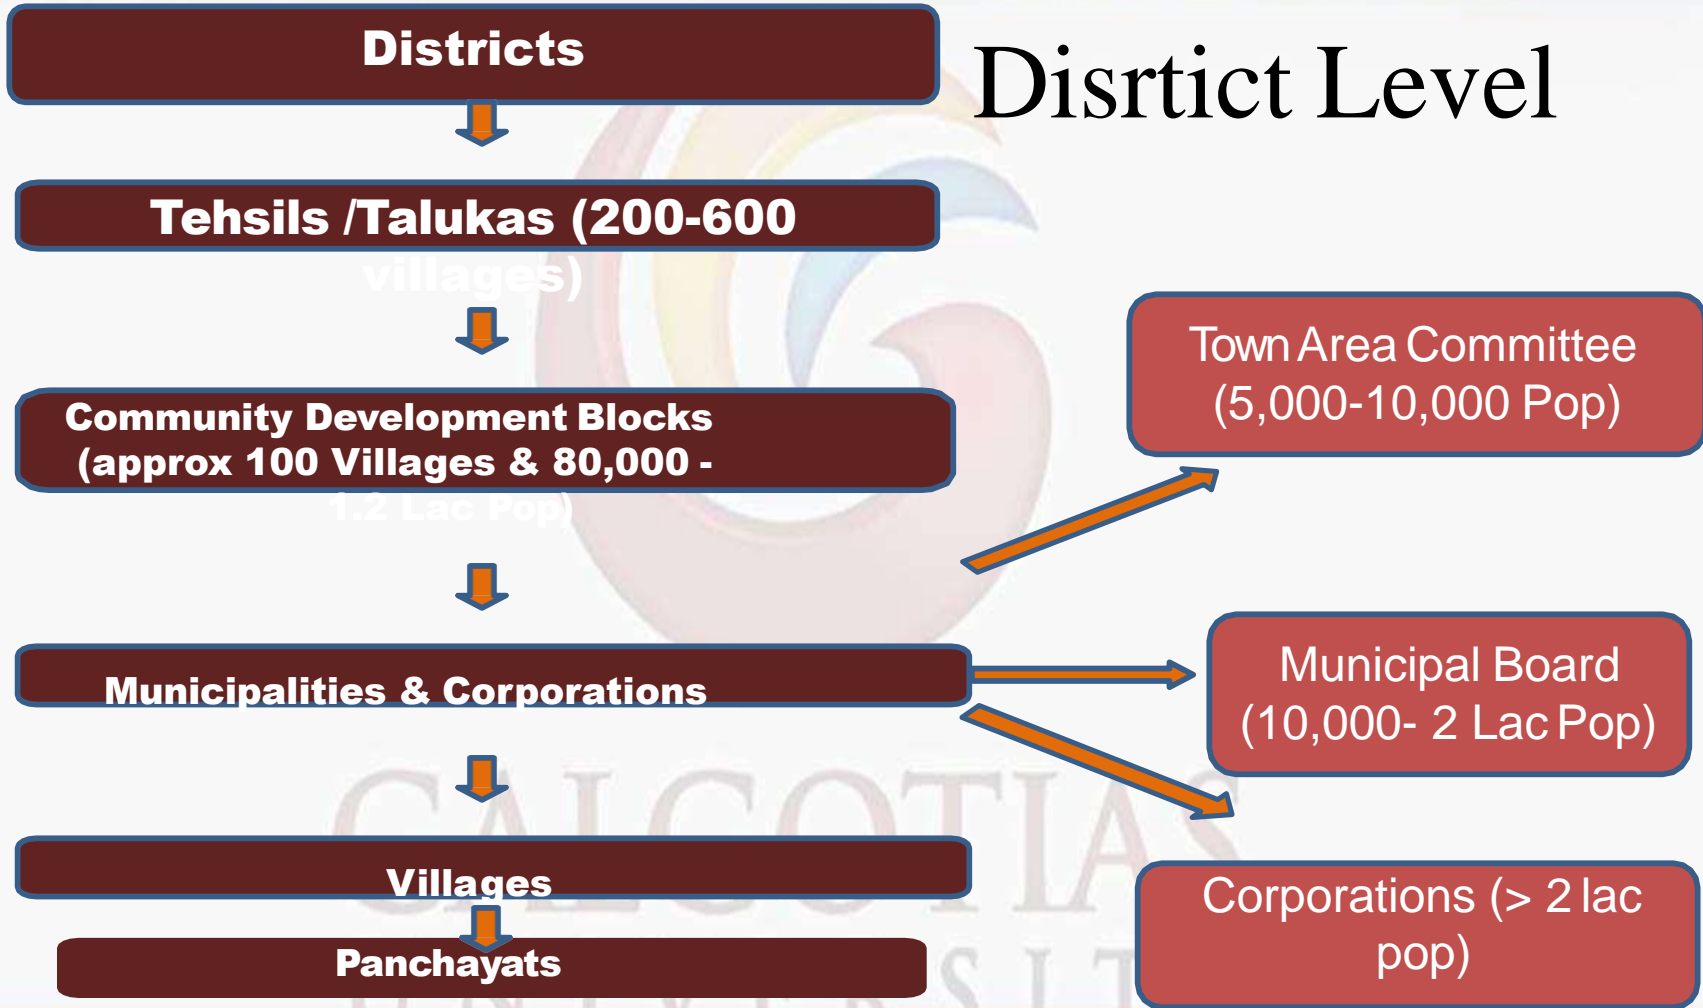 Districts
Disrtict Level
Tehsils /Talukas (200-600
villages)
Community Development Blocks
(approx 100 Villages & 80,000 -
1.2 Lac Pop)
Municipalities & Corporations
Villages
Panchayats
Town Area Committee
(5,000-10,000 Pop)
Municipal Board
(10,000- 2 Lac Pop)
Corporations (> 2 lac
pop)
GALGOTIAS
UNIVERSIT